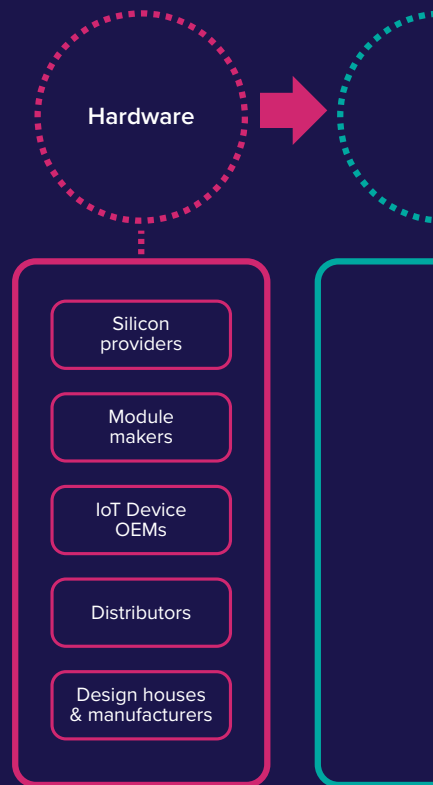 Hardware
Silicon
providers
Module
makers
IoT Device
OEMs
Distributors
Design houses
& manufacturers